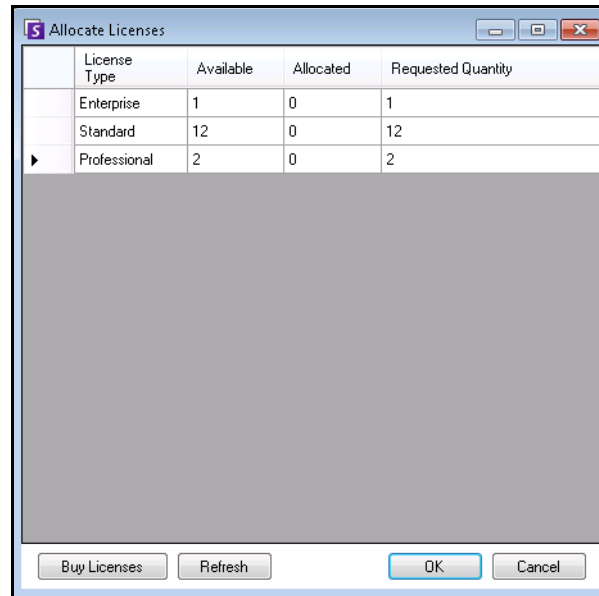 S Allocate Licenses
License Type Available Allocated Requested Quantity
Enterprise 1 0 1
Standard 12 0 12
Professional 2 0 2
Buy Licenses Refresh OK Cancel